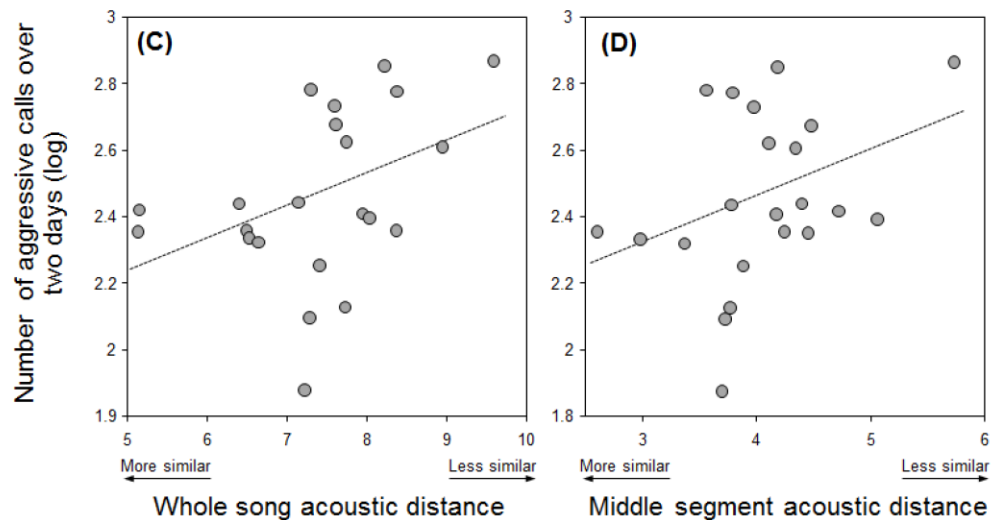 Number of aggressive calls over
two days (log)
(C)
3
2.8
2.6
2.4
2.2
2
1.9
5
6
7
8
9
10
More similar
Less similar
Whole song acoustic distance
(D)
3
2.8
2.6
2.4
2.2
2
1.8
3
4
5
6
More similar
Less similar
Middle segment acoustic distance